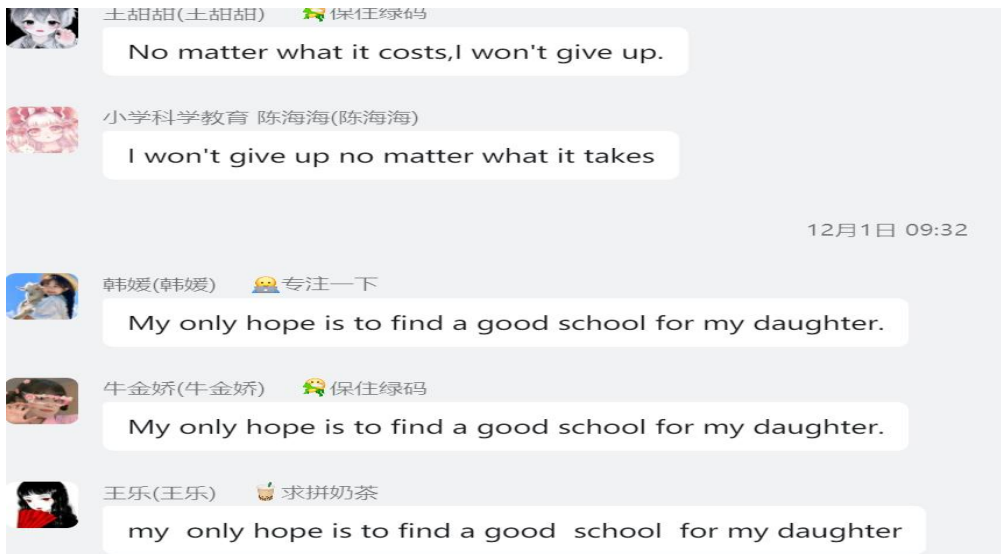 王甜甜(王甜甜) 保住绿码
No matter what it costs,I won't give up.
小学科学教育 陈海海(陈海海)
I won't give up no matter what it takes
12月1日 09:32
韩媛(韩媛) 专注一下
My only hope is to find a good school for my daughter.
牛金娇(牛金娇) 保住绿码
My only hope is to find a good school for my daughter.
王乐(王乐) 求拼奶茶
my only hope is to find a good school for my daughter